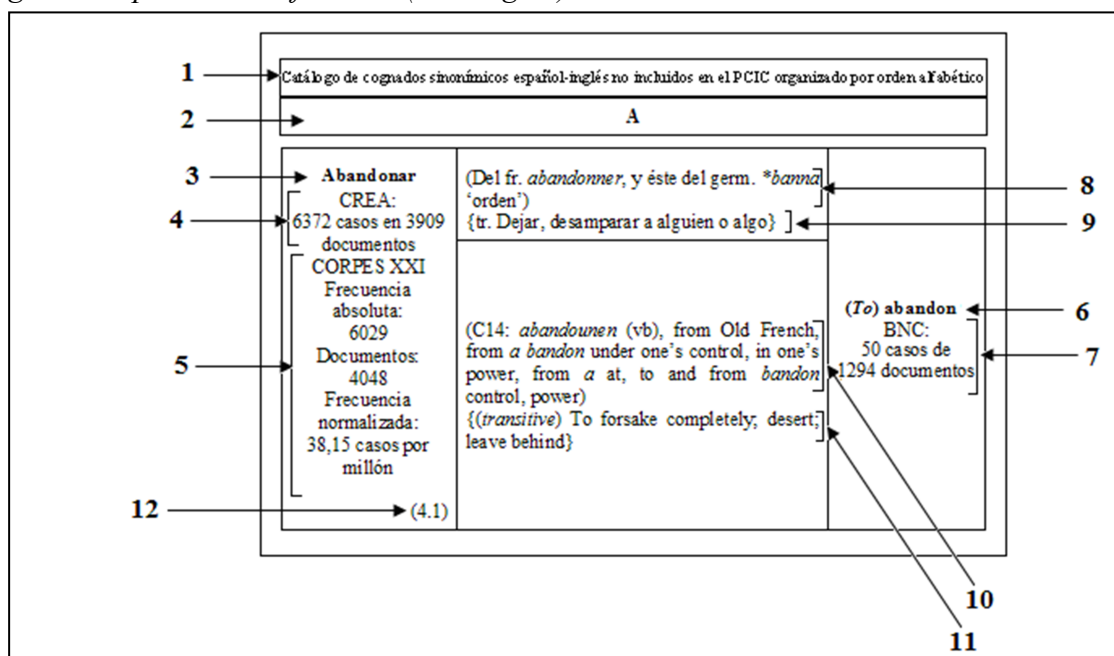 1
Catálogo de cognados sinonímicos español-inglés no incluidos en el PCIC organizado por orden alfabético
2
A
3
Abandonar
4
CREA:
6372 casos en 3909
documentos
5
CORPES XXI
Frecuencia
absoluta:
6029
Documentos:
4048
Frecuencia
normalizada:
38,15 casos por
millón
12
(4.1)
(Del fr. abandonner, y éste del germ. *banna
‘orden’)
8
{tr. Dejar, desamparar a alguien o algo}
9
(C14: abandounen (vb), from Old French,
from a bandon under one’s control, in one’s
power, from a at, to and from bandon
control, power)
{(transitive) To forsake completely; desert;
leave behind}
(To) abandon
6
BNC:
50 casos de
1294 documentos
7
10
11